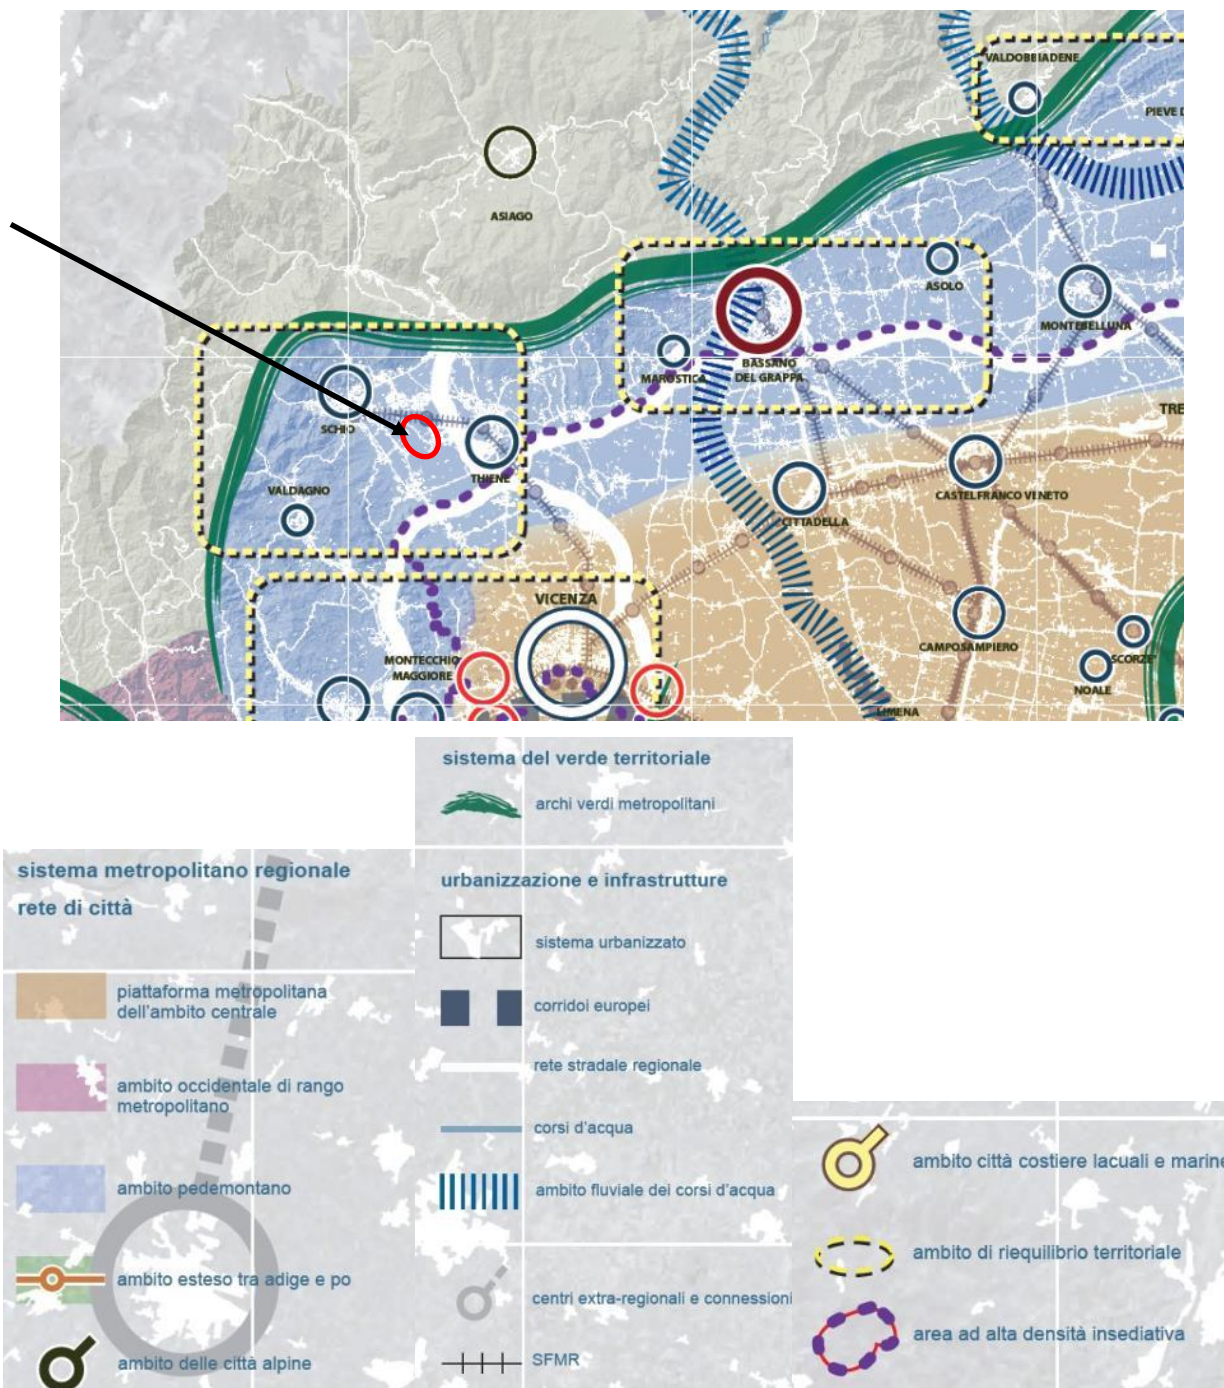 VALDOBBIADENE
PIEVE D
ASIAGO
ASOLO
MONTEBELLUNA
MAROSTICA
BASSANO
DEL GRAPPA
TRE
SCHIO
THIENE
VALDAGNO
CASTELFRANCO VENETO
CITTADELLA
VICENZA
CAMPOSAMPIERO
MONTECCHIO
MAGGIORE
SCORZE'
NOALE
LIMENA
sistema del verde territoriale
archi verdi metropolitani
sistema metropolitano regionale
rete di città
piattaforma metropolitana
dell'ambito centrale
ambito occidentale di rango
metropolitano
ambito pedemontano
ambito esteso tra adige e po
ambito delle città alpine
urbanizzazione e infrastrutture
sistema urbanizzato
corridoi europei
rete stradale regionale
corsi d'acqua
ambito fluviale dei corsi d'acqua
centri extra-regionali e connessioni
SFMR
ambito città costiere lacuali e marine
ambito di riequilibrio territoriale
area ad alta densità insediativa